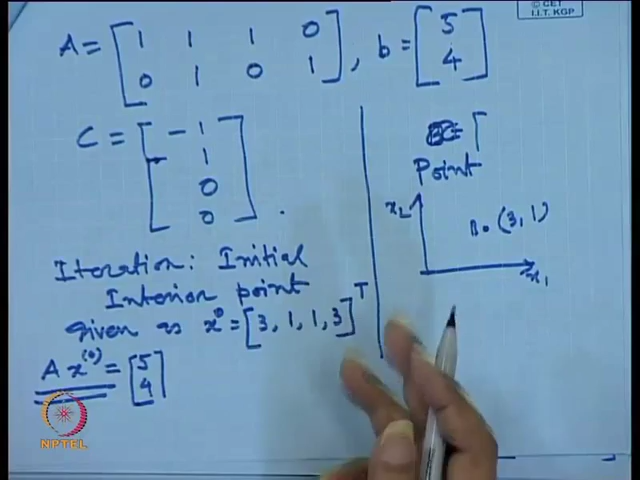 © CET
I.I.T. KGP
A = [ 1 1 1 0
0 1 0 1 ] , b = [ 5
4 ]
C = [ -1
1
0
0 ] .
Iteration: Initial
Interior point
given as x⁰ = [3, 1, 1, 3]ᵀ
A x⁽⁰⁾ = [ 5
4 ]
Point
x₂
(3, 1)
x₁
NPTEL